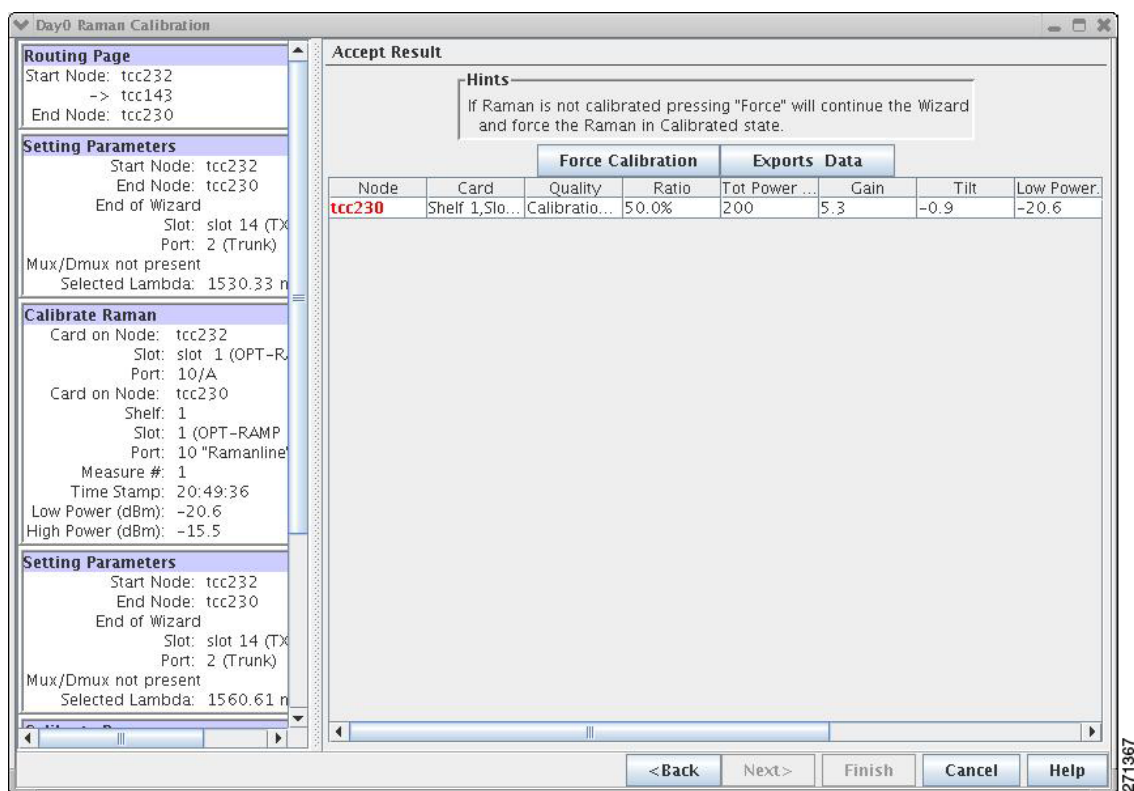 Day0 Raman Calibration
Routing Page
Start Node: tcc232
-> tcc143
End Node: tcc230
Setting Parameters
Start Node: tcc232
End Node: tcc230
End of Wizard
Slot: slot 14 (TX
Port: 2 (Trunk)
Mux/Dmux not present
Selected Lambda: 1530.33 n
Calibrate Raman
Card on Node: tcc232
Slot: slot 1 (OPT-R
Port: 10/A
Card on Node: tcc230
Shelf: 1
Slot: 1 (OPT-RAMP
Port: 10 "Ramanline"
Measure #: 1
Time Stamp: 20:49:36
Low Power (dBm): -20.6
High Power (dBm): -15.5
Setting Parameters
Start Node: tcc232
End Node: tcc230
End of Wizard
Slot: slot 14 (TX
Port: 2 (Trunk)
Mux/Dmux not present
Selected Lambda: 1560.61 n
Accept Result
Hints
If Raman is not calibrated pressing "Force" will continue the Wizard
and force the Raman in Calibrated state.
Force Calibration Exports Data
Node Card Quality Ratio Tot Power ... Gain Tilt Low Power.
tcc230 Shelf 1,Slo... Calibratio... 50.0% 200 5.3 -0.9 -20.6
<Back Next> Finish Cancel Help
271367